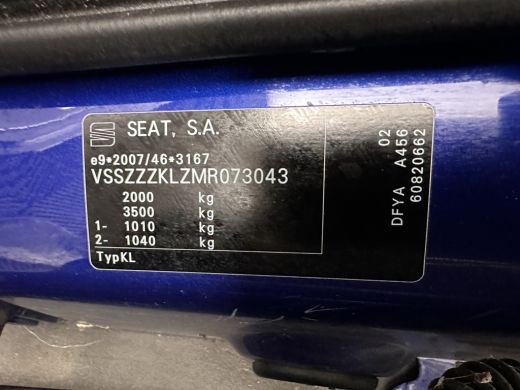 SEAT, S.A.
e9*2007/46*3167
VSSZZZKLZMR073043
2000 kg
3500 kg
1- 1010 kg
2- 1040 kg
TypKL
02
DFYA A456
60820662